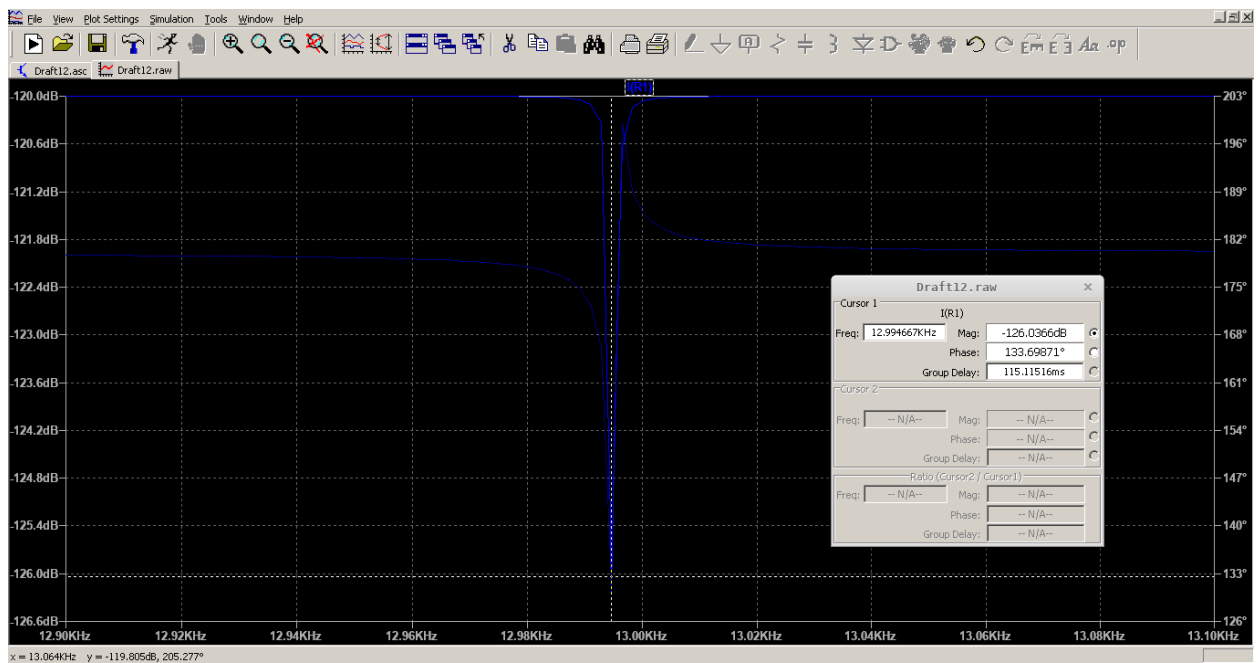 File View Plot Settings Simulation Tools Window Help
Draft12.asc Draft12.raw
I(R1)
-120.0dB 203°
-120.6dB 196°
-121.2dB 189°
-121.8dB 182°
-122.4dB 175°
-123.0dB 168°
-123.6dB 161°
-124.2dB 154°
-124.8dB 147°
-125.4dB 140°
-126.0dB 133°
-126.6dB 126°
12.90KHz 12.92KHz 12.94KHz 12.96KHz 12.98KHz 13.00KHz 13.02KHz 13.04KHz 13.06KHz 13.08KHz 13.10KHz
Draft12.raw
Cursor 1
I(R1)
Freq: 12.994667KHz Mag: -126.0366dB
Phase: 133.69871°
Group Delay: 115.11516ms
Cursor 2
Freq: -- N/A-- Mag: -- N/A--
Phase: -- N/A--
Group Delay: -- N/A--
Ratio (Cursor2 / Cursor1)
Freq: -- N/A-- Mag: -- N/A--
Phase: -- N/A--
Group Delay: -- N/A--
x = 13.064KHz y = -119.805dB, 205.277°